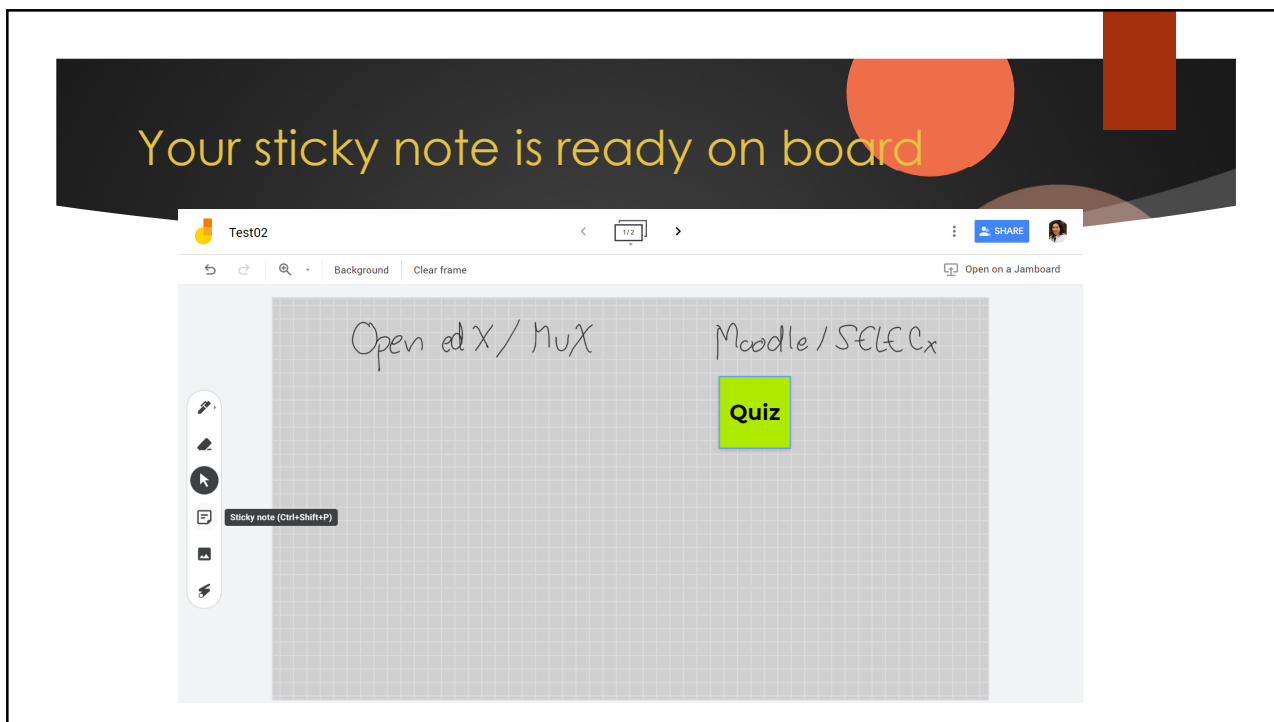 Your sticky note is ready on board
Test02
1/2
SHARE
Background Clear frame
Open on a Jamboard
Open edX / MuX Moodle / SELECx
Quiz
Sticky note (Ctrl+Shift+P)